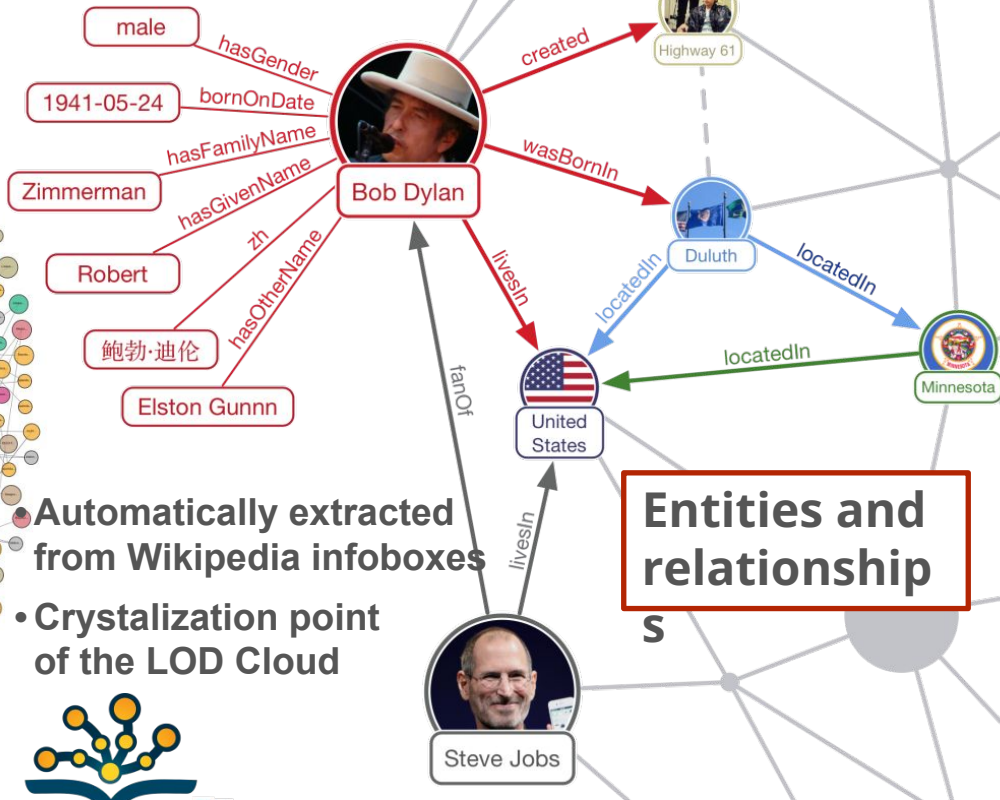 male
hasGender
created
Highway 61
1941-05-24
bornOnDate
hasFamilyName
wasBornIn
Zimmerman
hasGivenName
Bob Dylan
Robert
zh
hasOtherName
livesIn
Duluth
locatedIn
locatedIn
鲍勃·迪伦
Elston Gunnn
fanOf
United
States
locatedIn
Minnesota
• Automatically extracted
from Wikipedia infoboxes
• Crystalization point
of the LOD Cloud
livesIn
Entities and
relationship
s
Steve Jobs